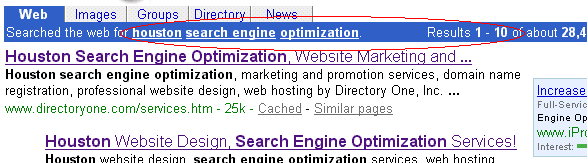 Web Images Groups Directory News
Searched the web for houston search engine optimization. Results 1 - 10 of about 28,4
Houston Search Engine Optimization, Website Marketing and ...
Houston search engine optimization, marketing and promotion services, domain name
registration, professional website design, web hosting by Directory One, Inc. ...
www.directoryone.com/services.htm - 25k - Cached - Similar pages
Houston Website Design, Search Engine Optimization Services!
Houston website design, search engine optimization services, web hosting
Increase
Full-Servic
Engine Op
www.iPro
Interest: